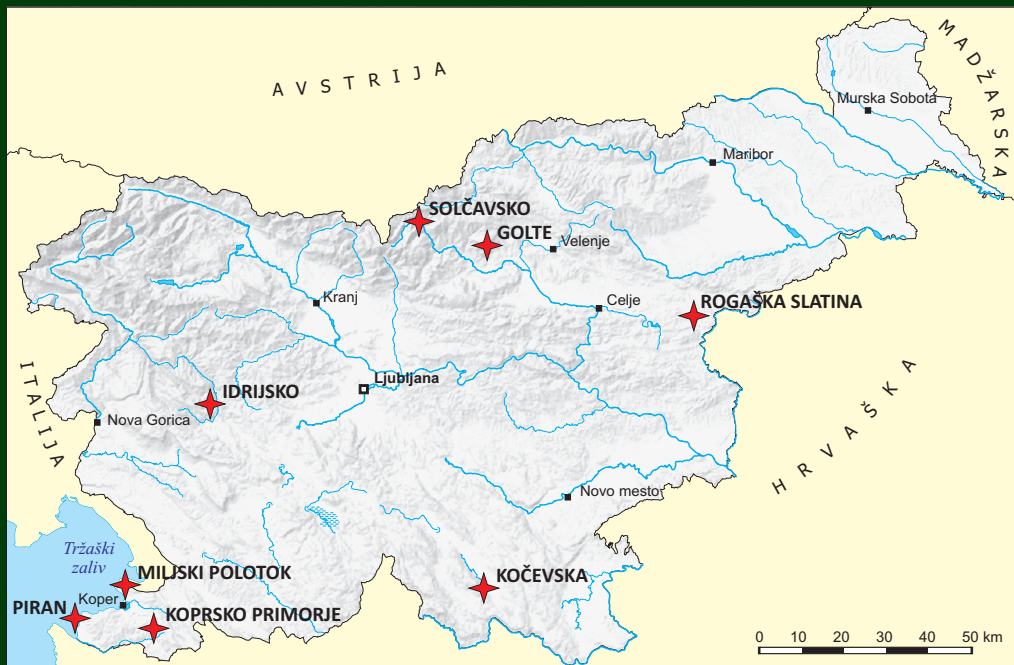 AVSTRIJA
MADŽARSKA
Murska Sobota
Maribor
SOLČAVSKO
GOLTE
Velenje
Kranj
Celje
ROGAŠKA SLATINA
ITALIJA
Ljubljana
IDRIJSKO
Nova Gorica
HRVAŠKA
Novo mesto
Tržaški
zaliv
MILJSKI POLOTOK
KOČEVSKA
Koper
PIRAN
KOPRSKO PRIMORJE
0 10 20 30 40 50 km